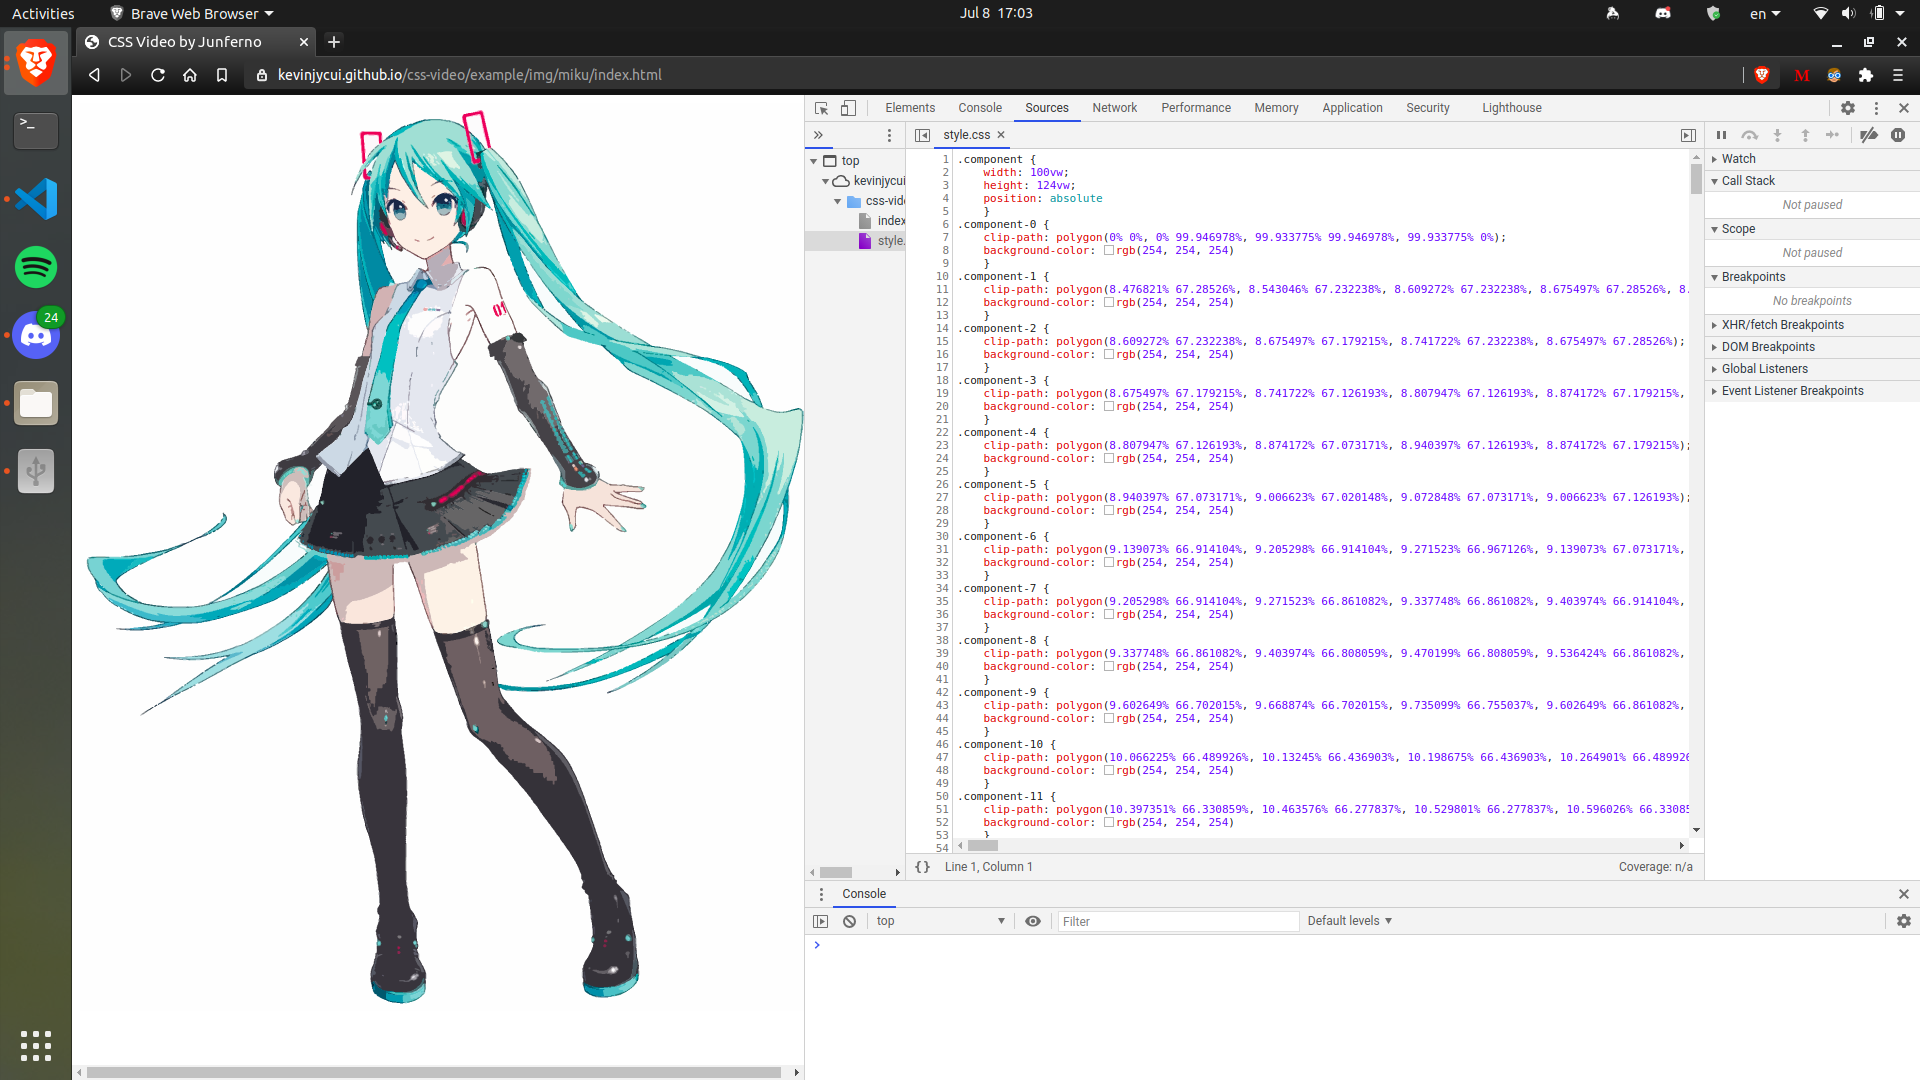 Activities
Brave Web Browser
Jul 8 17:03
en
CSS Video by Junferno
kevinjycui.github.io/css-video/example/img/miku/index.html
M
24
01
Elements Console Sources Network Performance Memory Application Security Lighthouse
style.css
top
kevinjycui
css-vide
index
style.
1 .component {
2 width: 100vw;
3 height: 124vw;
4 position: absolute
5 }
6 .component-0 {
7 clip-path: polygon(0% 0%, 0% 99.946978%, 99.933775% 99.946978%, 99.933775% 0%);
8 background-color: rgb(254, 254, 254)
9 }
10 .component-1 {
11 clip-path: polygon(8.476821% 67.28526%, 8.543046% 67.232238%, 8.609272% 67.232238%, 8.675497% 67.28526%, 8.
12 background-color: rgb(254, 254, 254)
13 }
14 .component-2 {
15 clip-path: polygon(8.609272% 67.232238%, 8.675497% 67.179215%, 8.741722% 67.232238%, 8.675497% 67.28526%);
16 background-color: rgb(254, 254, 254)
17 }
18 .component-3 {
19 clip-path: polygon(8.675497% 67.179215%, 8.741722% 67.126193%, 8.807947% 67.126193%, 8.874172% 67.179215%,
20 background-color: rgb(254, 254, 254)
21 }
22 .component-4 {
23 clip-path: polygon(8.807947% 67.126193%, 8.874172% 67.073171%, 8.940397% 67.126193%, 8.874172% 67.179215%);
24 background-color: rgb(254, 254, 254)
25 }
26 .component-5 {
27 clip-path: polygon(8.940397% 67.073171%, 9.006623% 67.020148%, 9.072848% 67.073171%, 9.006623% 67.126193%);
28 background-color: rgb(254, 254, 254)
29 }
30 .component-6 {
31 clip-path: polygon(9.139073% 66.914104%, 9.205298% 66.914104%, 9.271523% 66.967126%, 9.139073% 67.073171%,
32 background-color: rgb(254, 254, 254)
33 }
34 .component-7 {
35 clip-path: polygon(9.205298% 66.914104%, 9.271523% 66.861082%, 9.337748% 66.861082%, 9.403974% 66.914104%,
36 background-color: rgb(254, 254, 254)
37 }
38 .component-8 {
39 clip-path: polygon(9.337748% 66.861082%, 9.403974% 66.808059%, 9.470199% 66.808059%, 9.536424% 66.861082%,
40 background-color: rgb(254, 254, 254)
41 }
42 .component-9 {
43 clip-path: polygon(9.602649% 66.702015%, 9.668874% 66.702015%, 9.735099% 66.755037%, 9.602649% 66.861082%,
44 background-color: rgb(254, 254, 254)
45 }
46 .component-10 {
47 clip-path: polygon(10.066225% 66.489926%, 10.13245% 66.436903%, 10.198675% 66.436903%, 10.264901% 66.489926
48 background-color: rgb(254, 254, 254)
49 }
50 .component-11 {
51 clip-path: polygon(10.397351% 66.330859%, 10.463576% 66.277837%, 10.529801% 66.277837%, 10.596026% 66.33085
52 background-color: rgb(254, 254, 254)
53 }
54
{} Line 1, Column 1
Coverage: n/a
Watch
Call Stack
Not paused
Scope
Not paused
Breakpoints
No breakpoints
XHR/fetch Breakpoints
DOM Breakpoints
Global Listeners
Event Listener Breakpoints
Console
top
Filter
Default levels